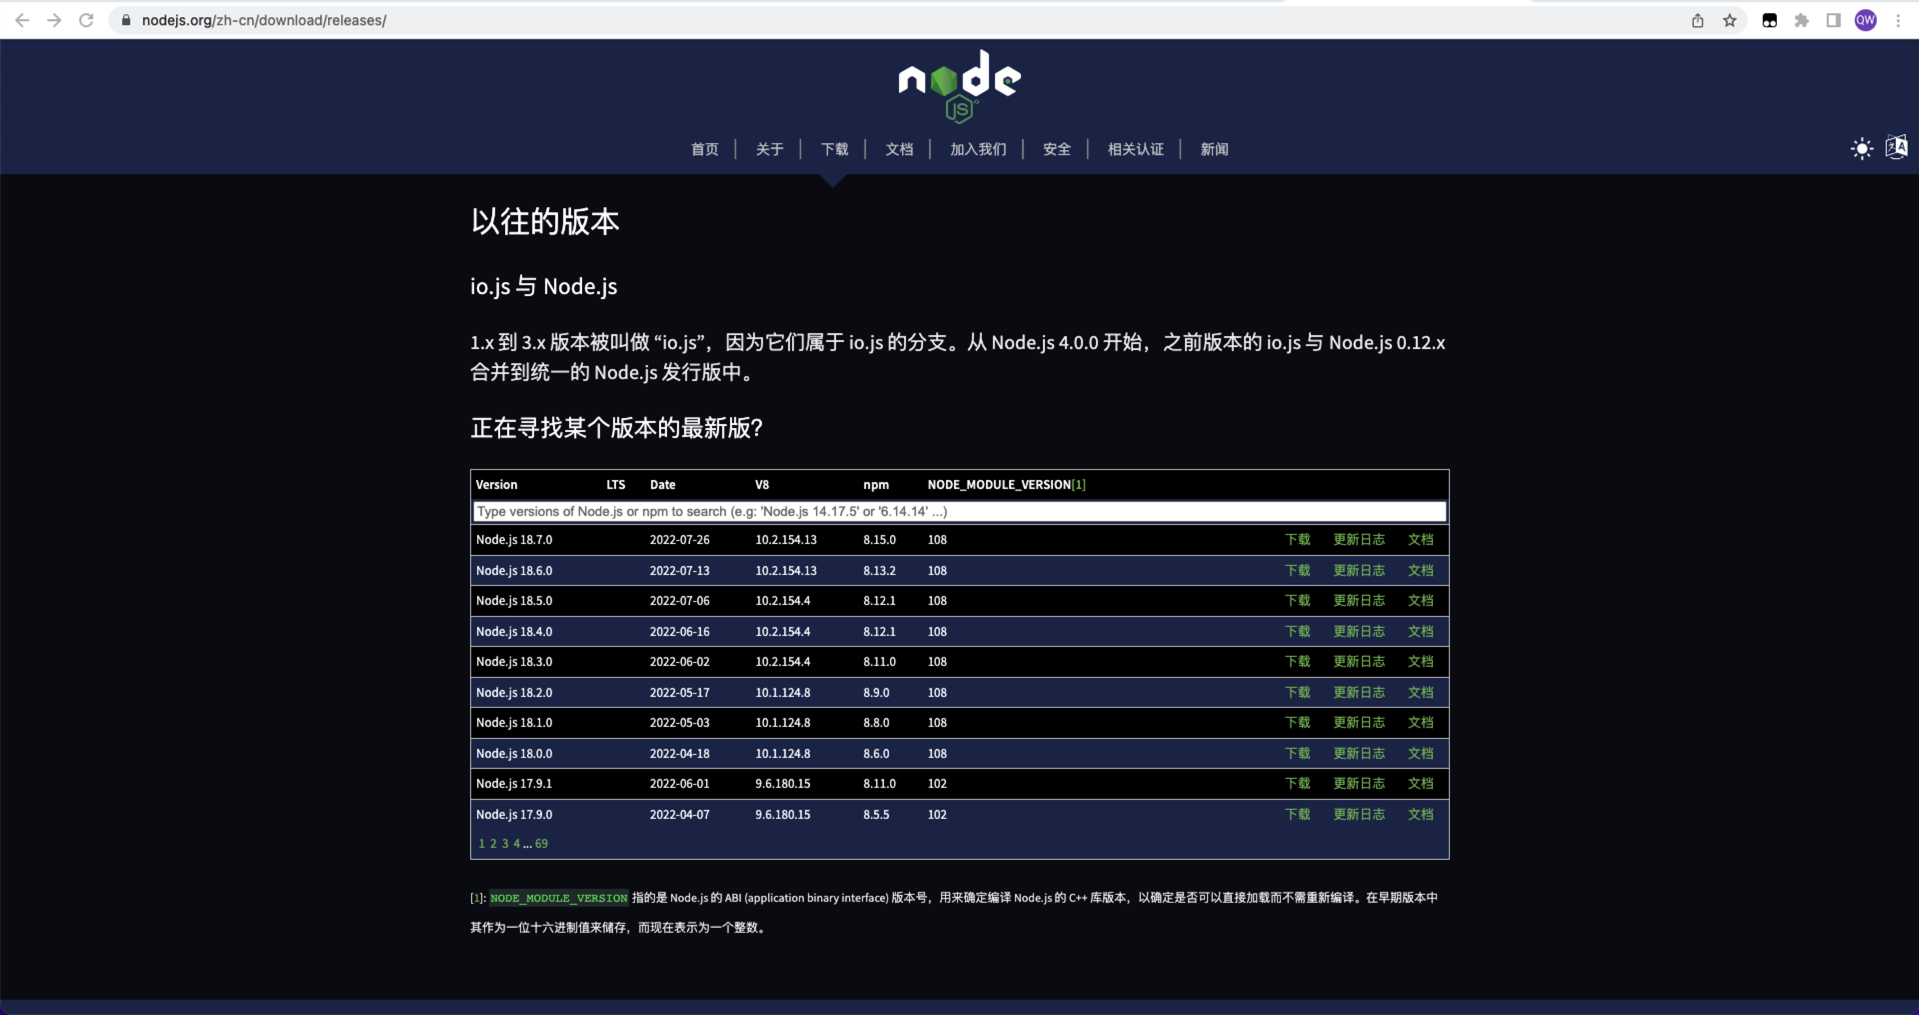 nodejs.org/zh-cn/download/releases/
QW
node
JS
首页 关于 下载 文档 加入我们 安全 相关认证 新闻
以往的版本
io.js 与 Node.js
1.x 到 3.x 版本被叫做 “io.js”，因为它们属于 io.js 的分支。从 Node.js 4.0.0 开始，之前版本的 io.js 与 Node.js 0.12.x
合并到统一的 Node.js 发行版中。
正在寻找某个版本的最新版？
Version LTS Date V8 npm NODE_MODULE_VERSION[1]
Type versions of Node.js or npm to search (e.g: 'Node.js 14.17.5' or '6.14.14' ...)
Node.js 18.7.0 2022-07-26 10.2.154.13 8.15.0 108 下载 更新日志 文档
Node.js 18.6.0 2022-07-13 10.2.154.13 8.13.2 108 下载 更新日志 文档
Node.js 18.5.0 2022-07-06 10.2.154.4 8.12.1 108 下载 更新日志 文档
Node.js 18.4.0 2022-06-16 10.2.154.4 8.12.1 108 下载 更新日志 文档
Node.js 18.3.0 2022-06-02 10.2.154.4 8.11.0 108 下载 更新日志 文档
Node.js 18.2.0 2022-05-17 10.1.124.8 8.9.0 108 下载 更新日志 文档
Node.js 18.1.0 2022-05-03 10.1.124.8 8.8.0 108 下载 更新日志 文档
Node.js 18.0.0 2022-04-18 10.1.124.8 8.6.0 108 下载 更新日志 文档
Node.js 17.9.1 2022-06-01 9.6.180.15 8.11.0 102 下载 更新日志 文档
Node.js 17.9.0 2022-04-07 9.6.180.15 8.5.5 102 下载 更新日志 文档
1 2 3 4 ... 69
[1]: NODE_MODULE_VERSION 指的是 Node.js 的 ABI (application binary interface) 版本号，用来确定编译 Node.js 的 C++ 库版本，以确定是否可以直接加载而不需重新编译。在早期版本中
其作为一位十六进制值来储存，而现在表示为一个整数。